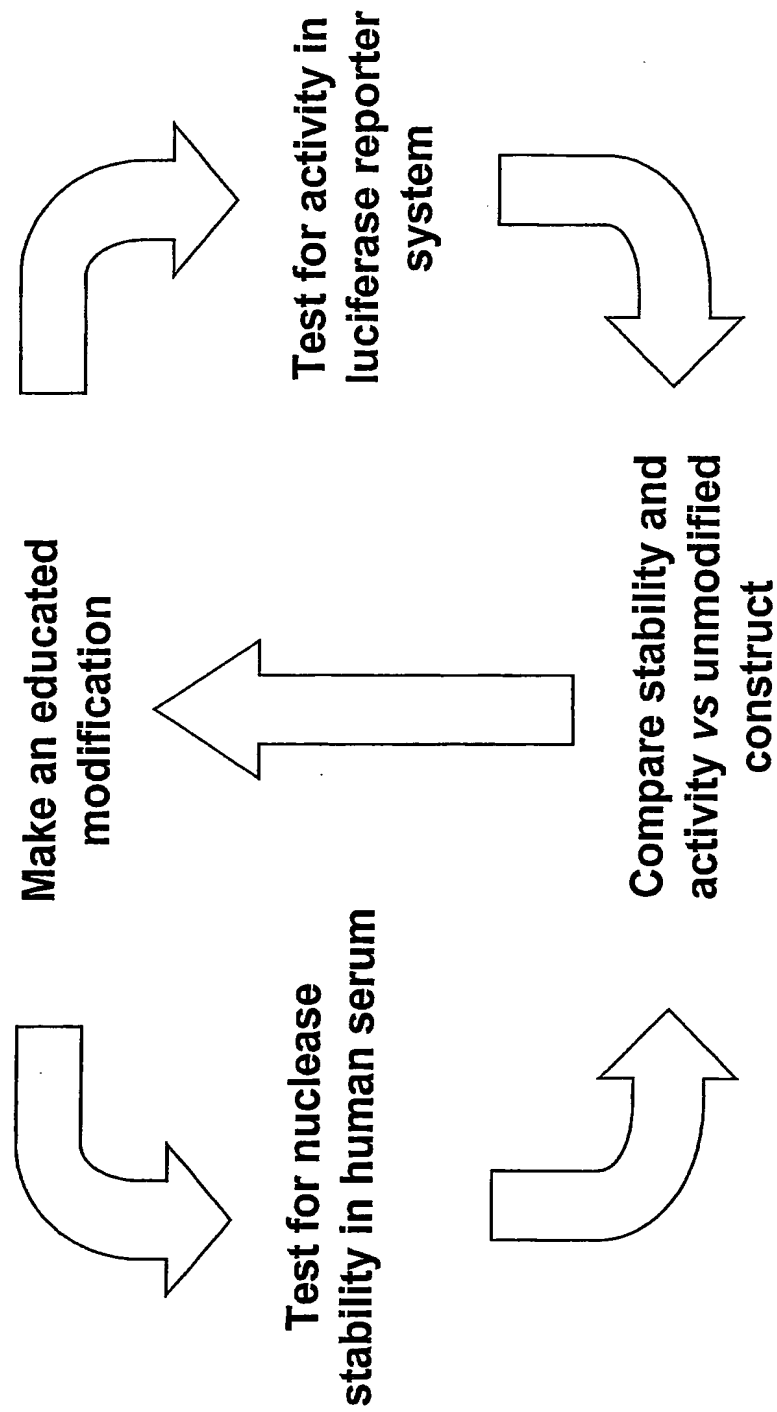 Make an educated
modification
Test for nuclease
stability in human serum
Test for activity in
luciferase reporter
system
Compare stability and
activity vs unmodified
construct